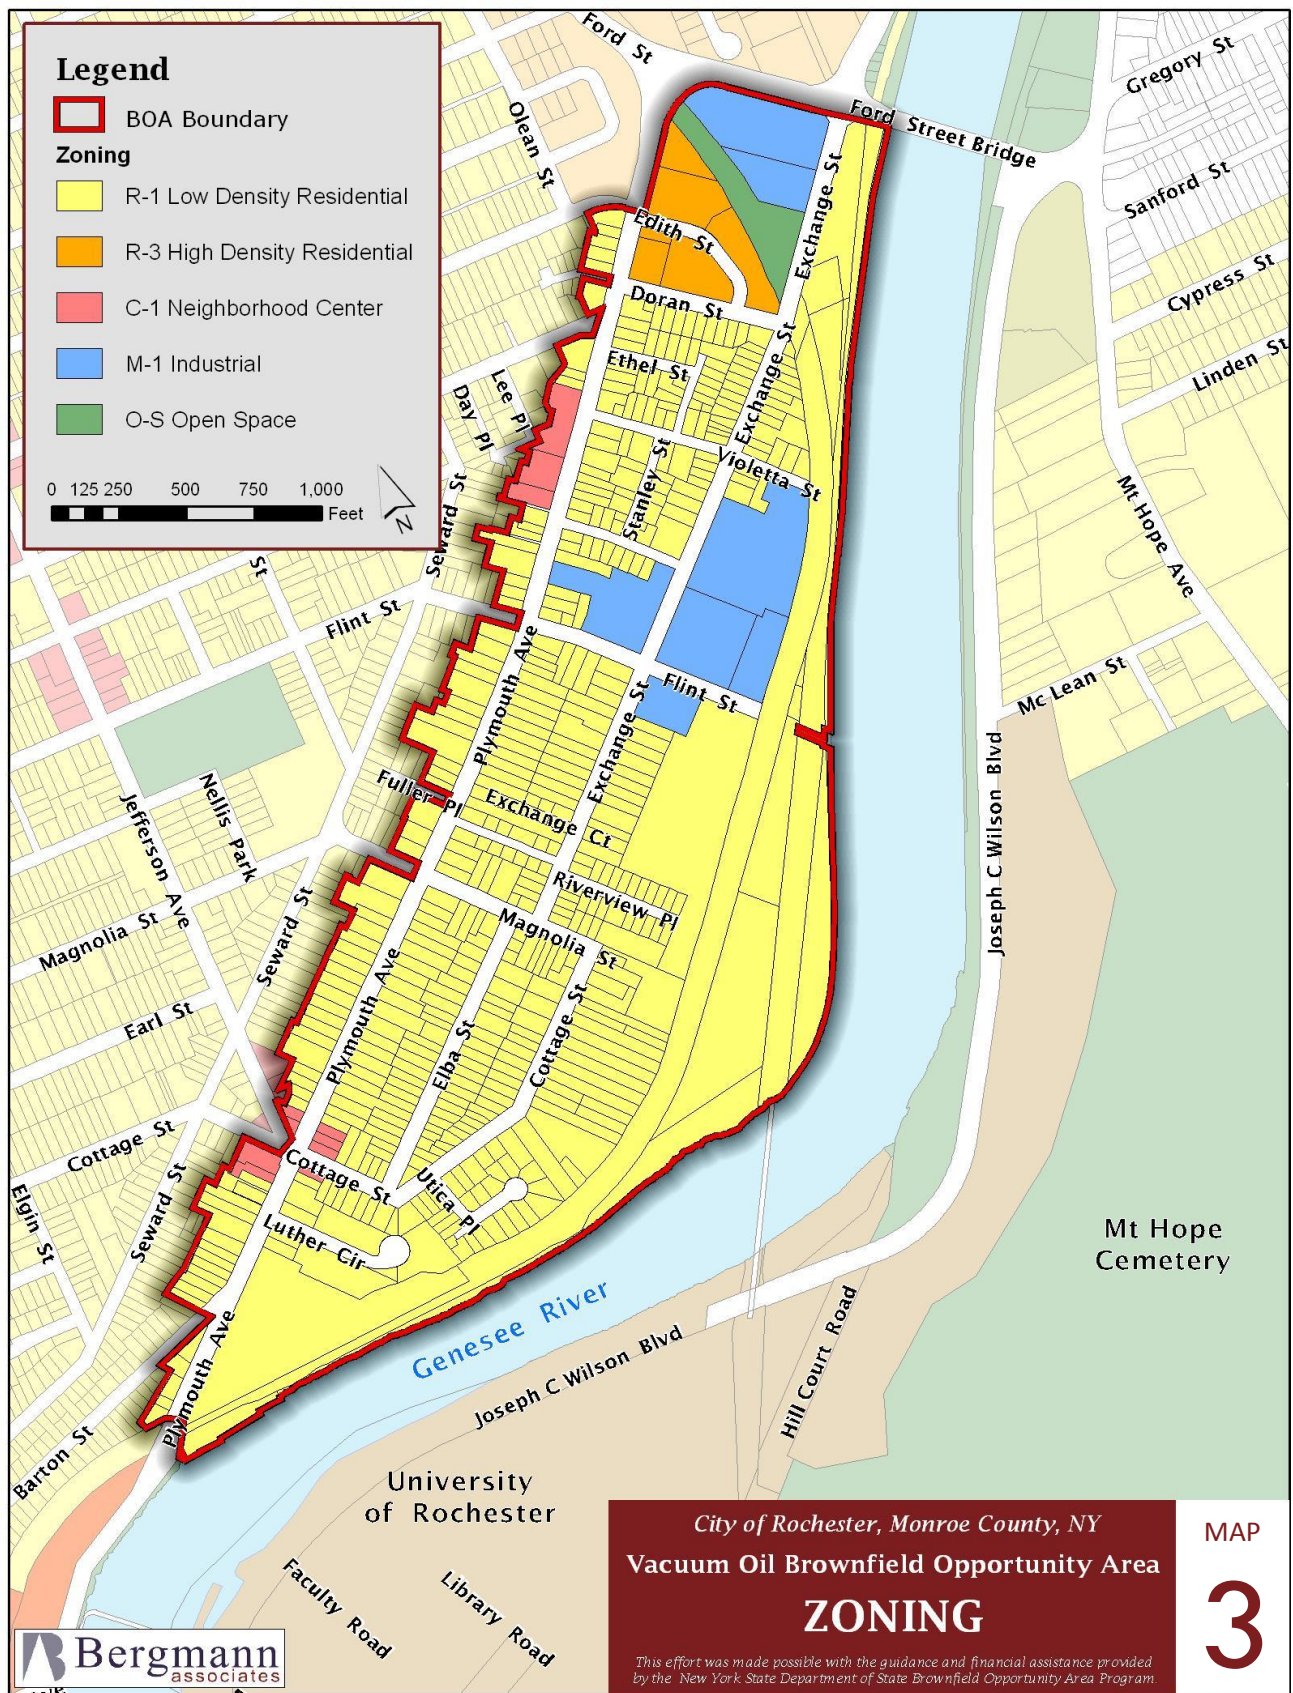 Legend
BOA Boundary
Zoning
R-1 Low Density Residential
R-3 High Density Residential
C-1 Neighborhood Center
M-1 Industrial
O-S Open Space
0 125 250 500 750 1,000
Feet
N
Ford St
Olean St
Ford Street Bridge
Gregory St
Sanford St
Cypress St
Linden St
Exchange St
Edith St
Doran St
Ethel St
Exchange St
Lee Pl
Day Pl
Violetta St
Stanley St
Seward St
St
Flint St
Mt Hope Ave
Plymouth Ave
Flint St
Mc Lean St
Exchange St
Fuller Pl
Exchange Ct
Nellis Park
Jefferson Ave
Joseph C Wilson Blvd
Riverview Pl
Magnolia St
Magnolia St
Seward St
Plymouth Ave
Earl St
Elba St
Cottage St
Cottage St
Cottage St
Utica Pl
Elgin St
Seward St
Luther Cir
Mt Hope
Cemetery
Genesee River
Hill Court Road
Joseph C Wilson Blvd
Plymouth Ave
Barton St
University
of Rochester
Faculty Road
Library Road
City of Rochester, Monroe County, NY
Vacuum Oil Brownfield Opportunity Area
ZONING
This effort was made possible with the guidance and financial assistance provided
by the New York State Department of State Brownfield Opportunity Area Program.
MAP
3
Bergmann
associates